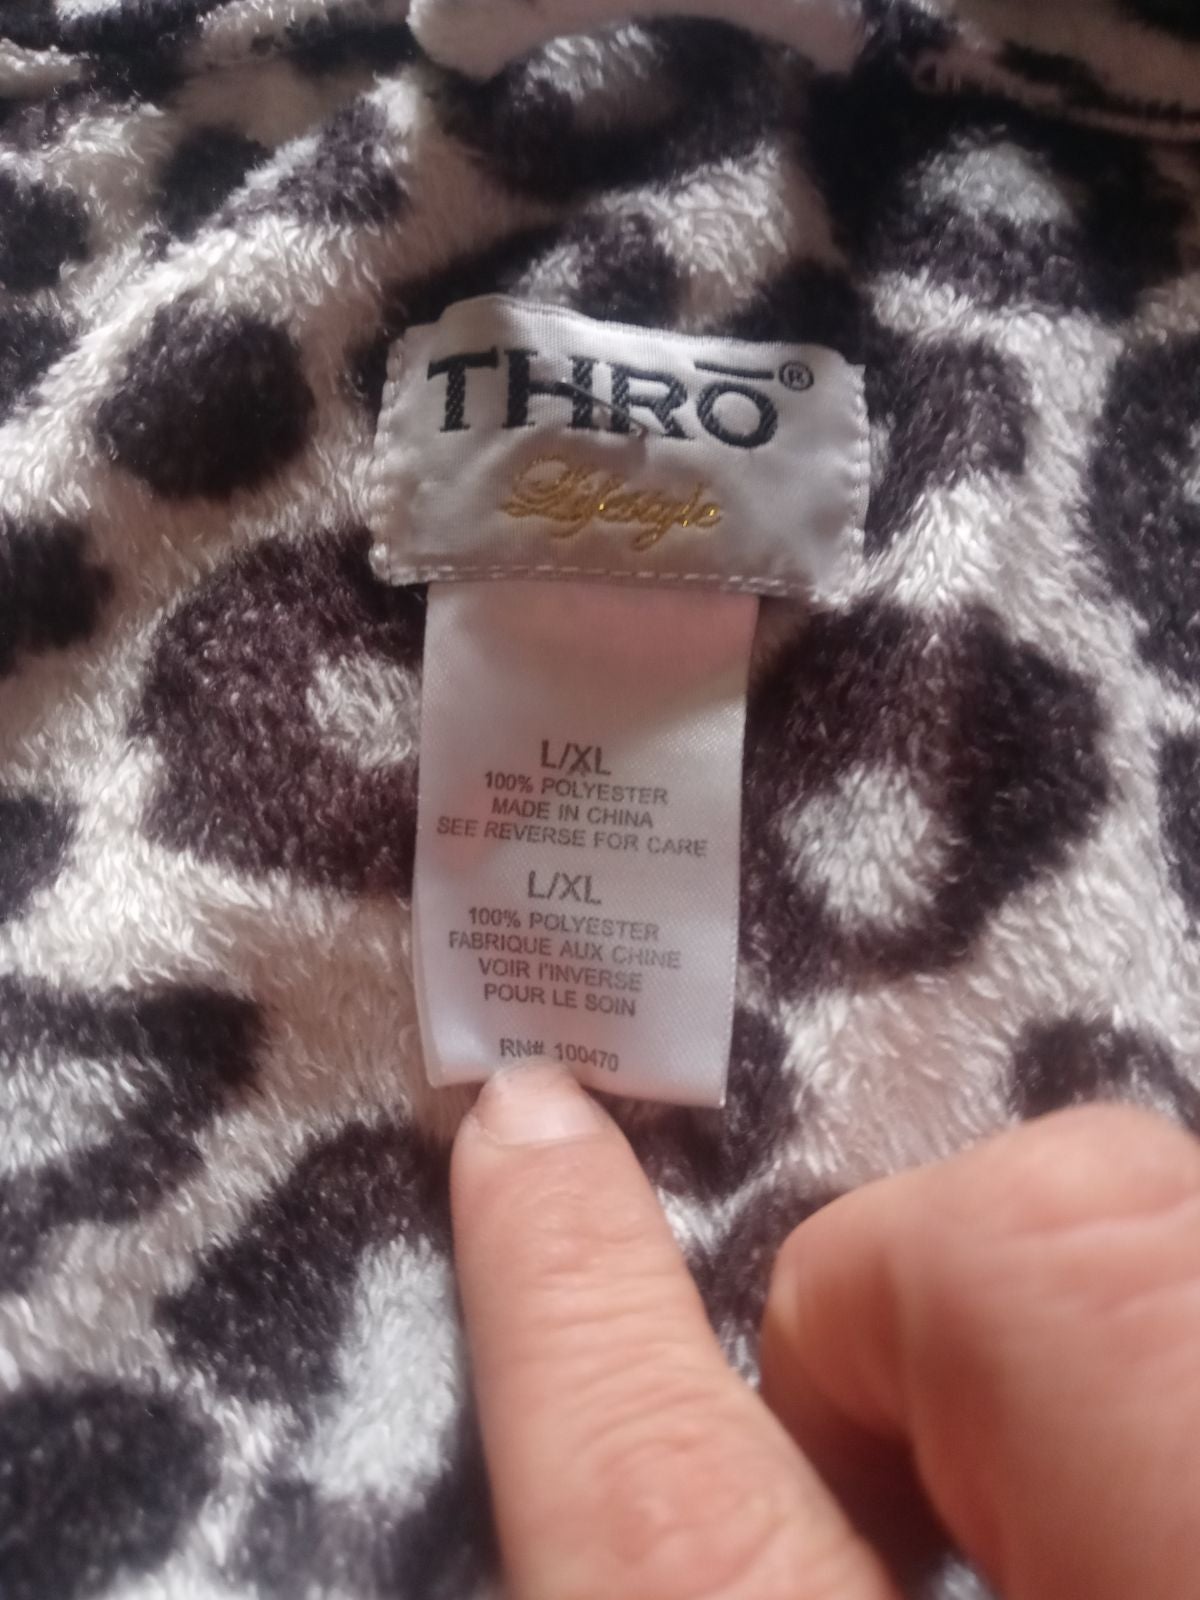 THRŌ®
Lifestyle
L/XL
100% POLYESTER
MADE IN CHINA
SEE REVERSE FOR CARE
L/XL
100% POLYESTER
FABRIQUE AUX CHINE
VOIR l'INVERSE
POUR LE SOIN
RN# 100470